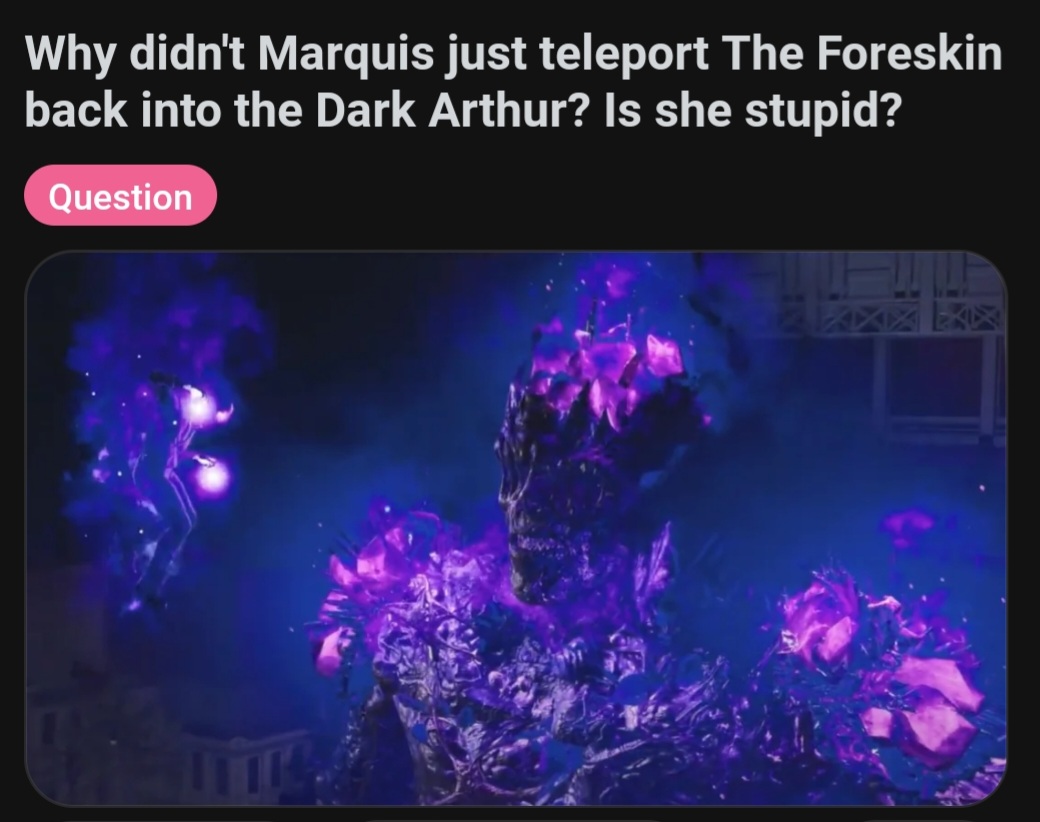 Why didn't Marquis just teleport The Foreskin
back into the Dark Arthur? Is she stupid?
Question